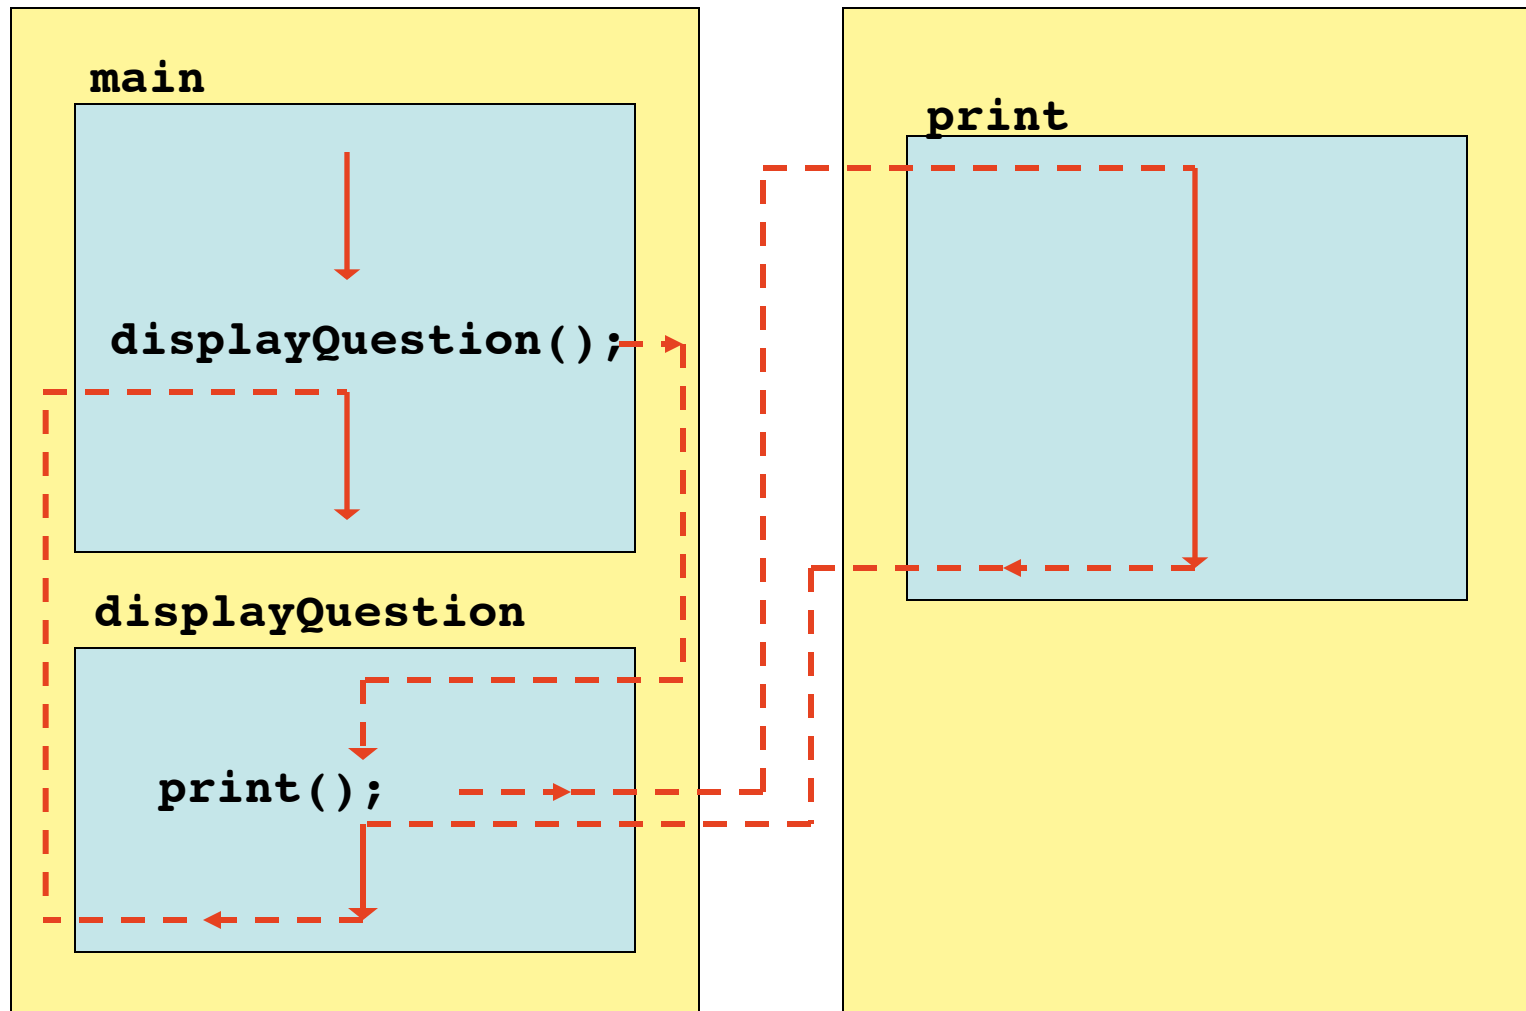 main
displayQuestion();
displayQuestion
print();
print